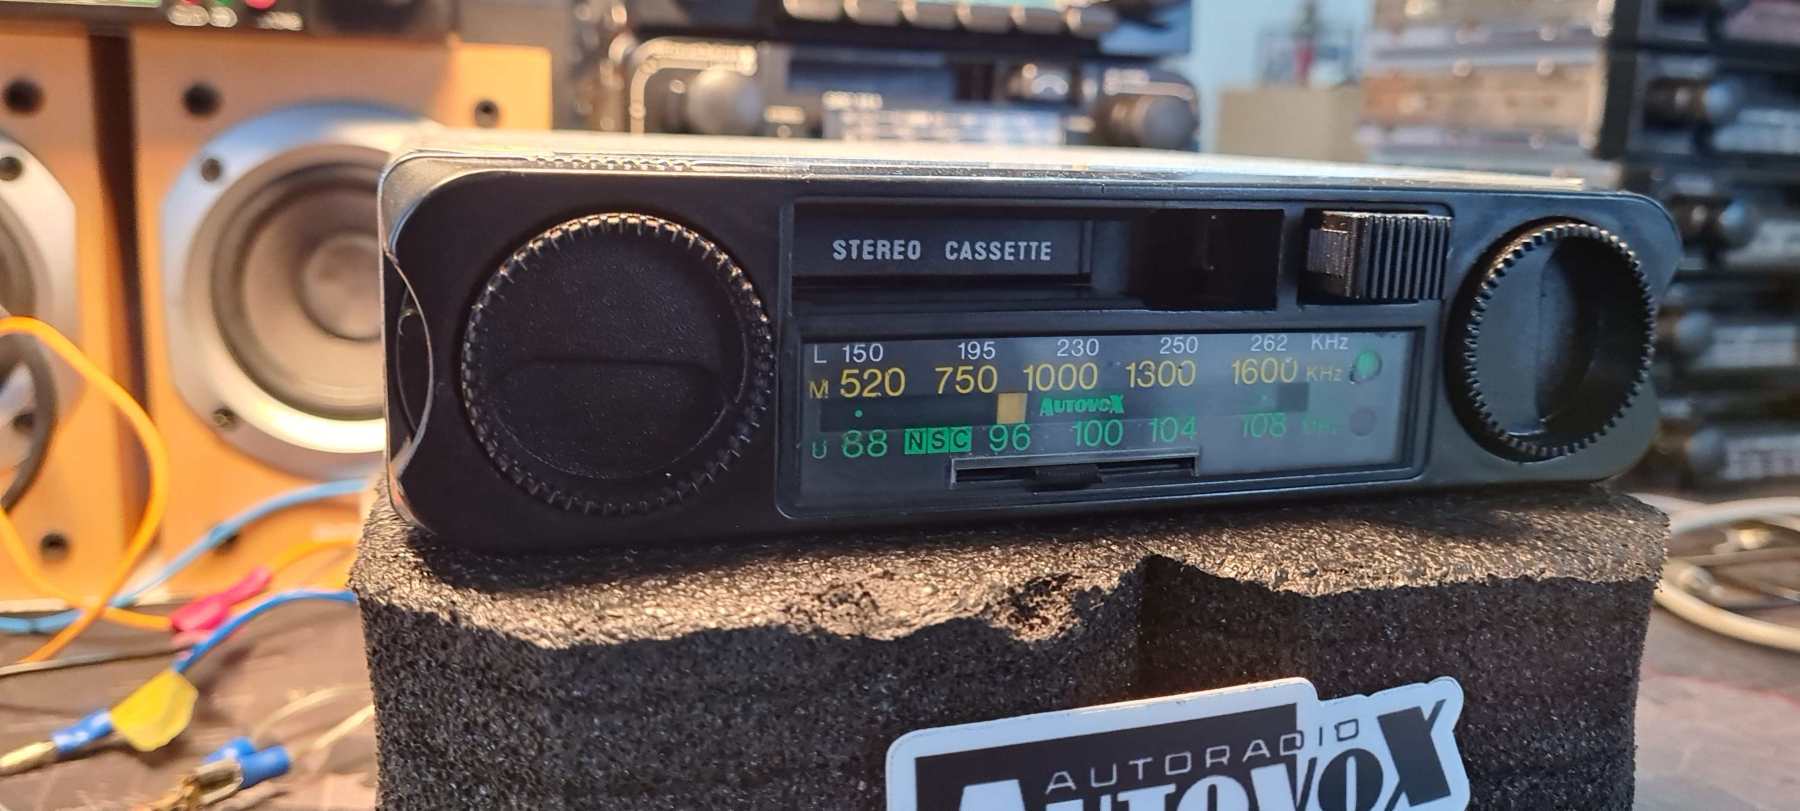 STEREO CASSETTE
L 150 195 230 250 262 KHz
M 520 750 1000 1300 1600 KHz
AUTOVOX
U 88 NSC 96 100 104 108 MHz
AUTORADIO
AUTOVOX